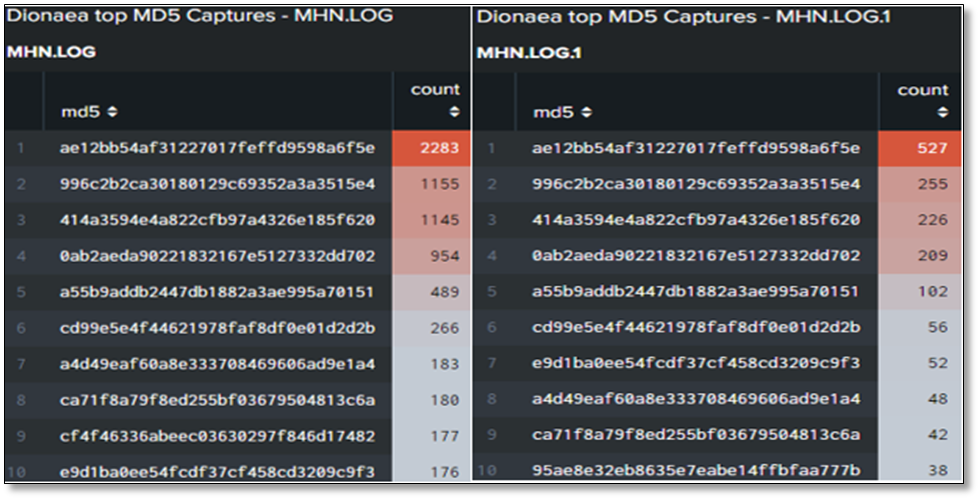 Dionaea top MD5 Captures - MHN.LOG
MHN.LOG
md5 count
1 ae12bb54af31227017feffd9598a6f5e 2283
2 996c2b2ca30180129c69352a3a3515e4 1155
3 414a3594e4a822cfb97a4326e185f620 1145
4 0ab2aeda90221832167e5127332dd702 954
5 a55b9addb2447db1882a3ae995a70151 489
6 cd99e5e4f44621978faf8df0e01d2d2b 266
7 a4d49eaf60a8e333708469606ad9e1a4 183
8 ca71f8a79f8ed255bf03679504813c6a 180
9 cf4f46336abeec03630297f846d17482 177
10 e9d1ba0ee54fcdf37cf458cd3209c9f3 176
Dionaea top MD5 Captures - MHN.LOG.1
MHN.LOG.1
md5 count
1 ae12bb54af31227017feffd9598a6f5e 527
2 996c2b2ca30180129c69352a3a3515e4 255
3 414a3594e4a822cfb97a4326e185f620 226
4 0ab2aeda90221832167e5127332dd702 209
5 a55b9addb2447db1882a3ae995a70151 102
6 cd99e5e4f44621978faf8df0e01d2d2b 56
7 e9d1ba0ee54fcdf37cf458cd3209c9f3 52
8 a4d49eaf60a8e333708469606ad9e1a4 48
9 ca71f8a79f8ed255bf03679504813c6a 42
10 95ae8e32eb8635e7eabe14ffbfaa777b 38